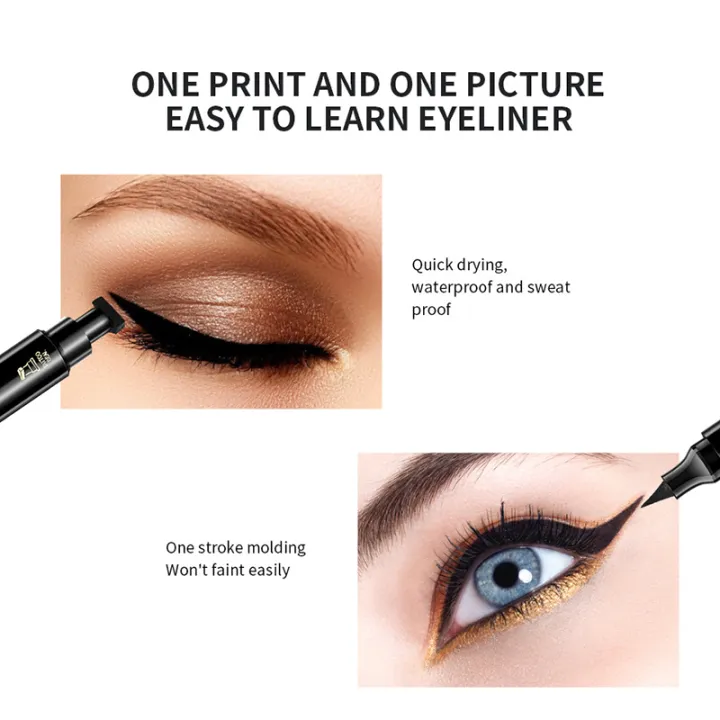 ONE PRINT AND ONE PICTURE
EASY TO LEARN EYELINER
Quick drying,
waterproof and sweat
proof
One stroke molding
Won't faint easily